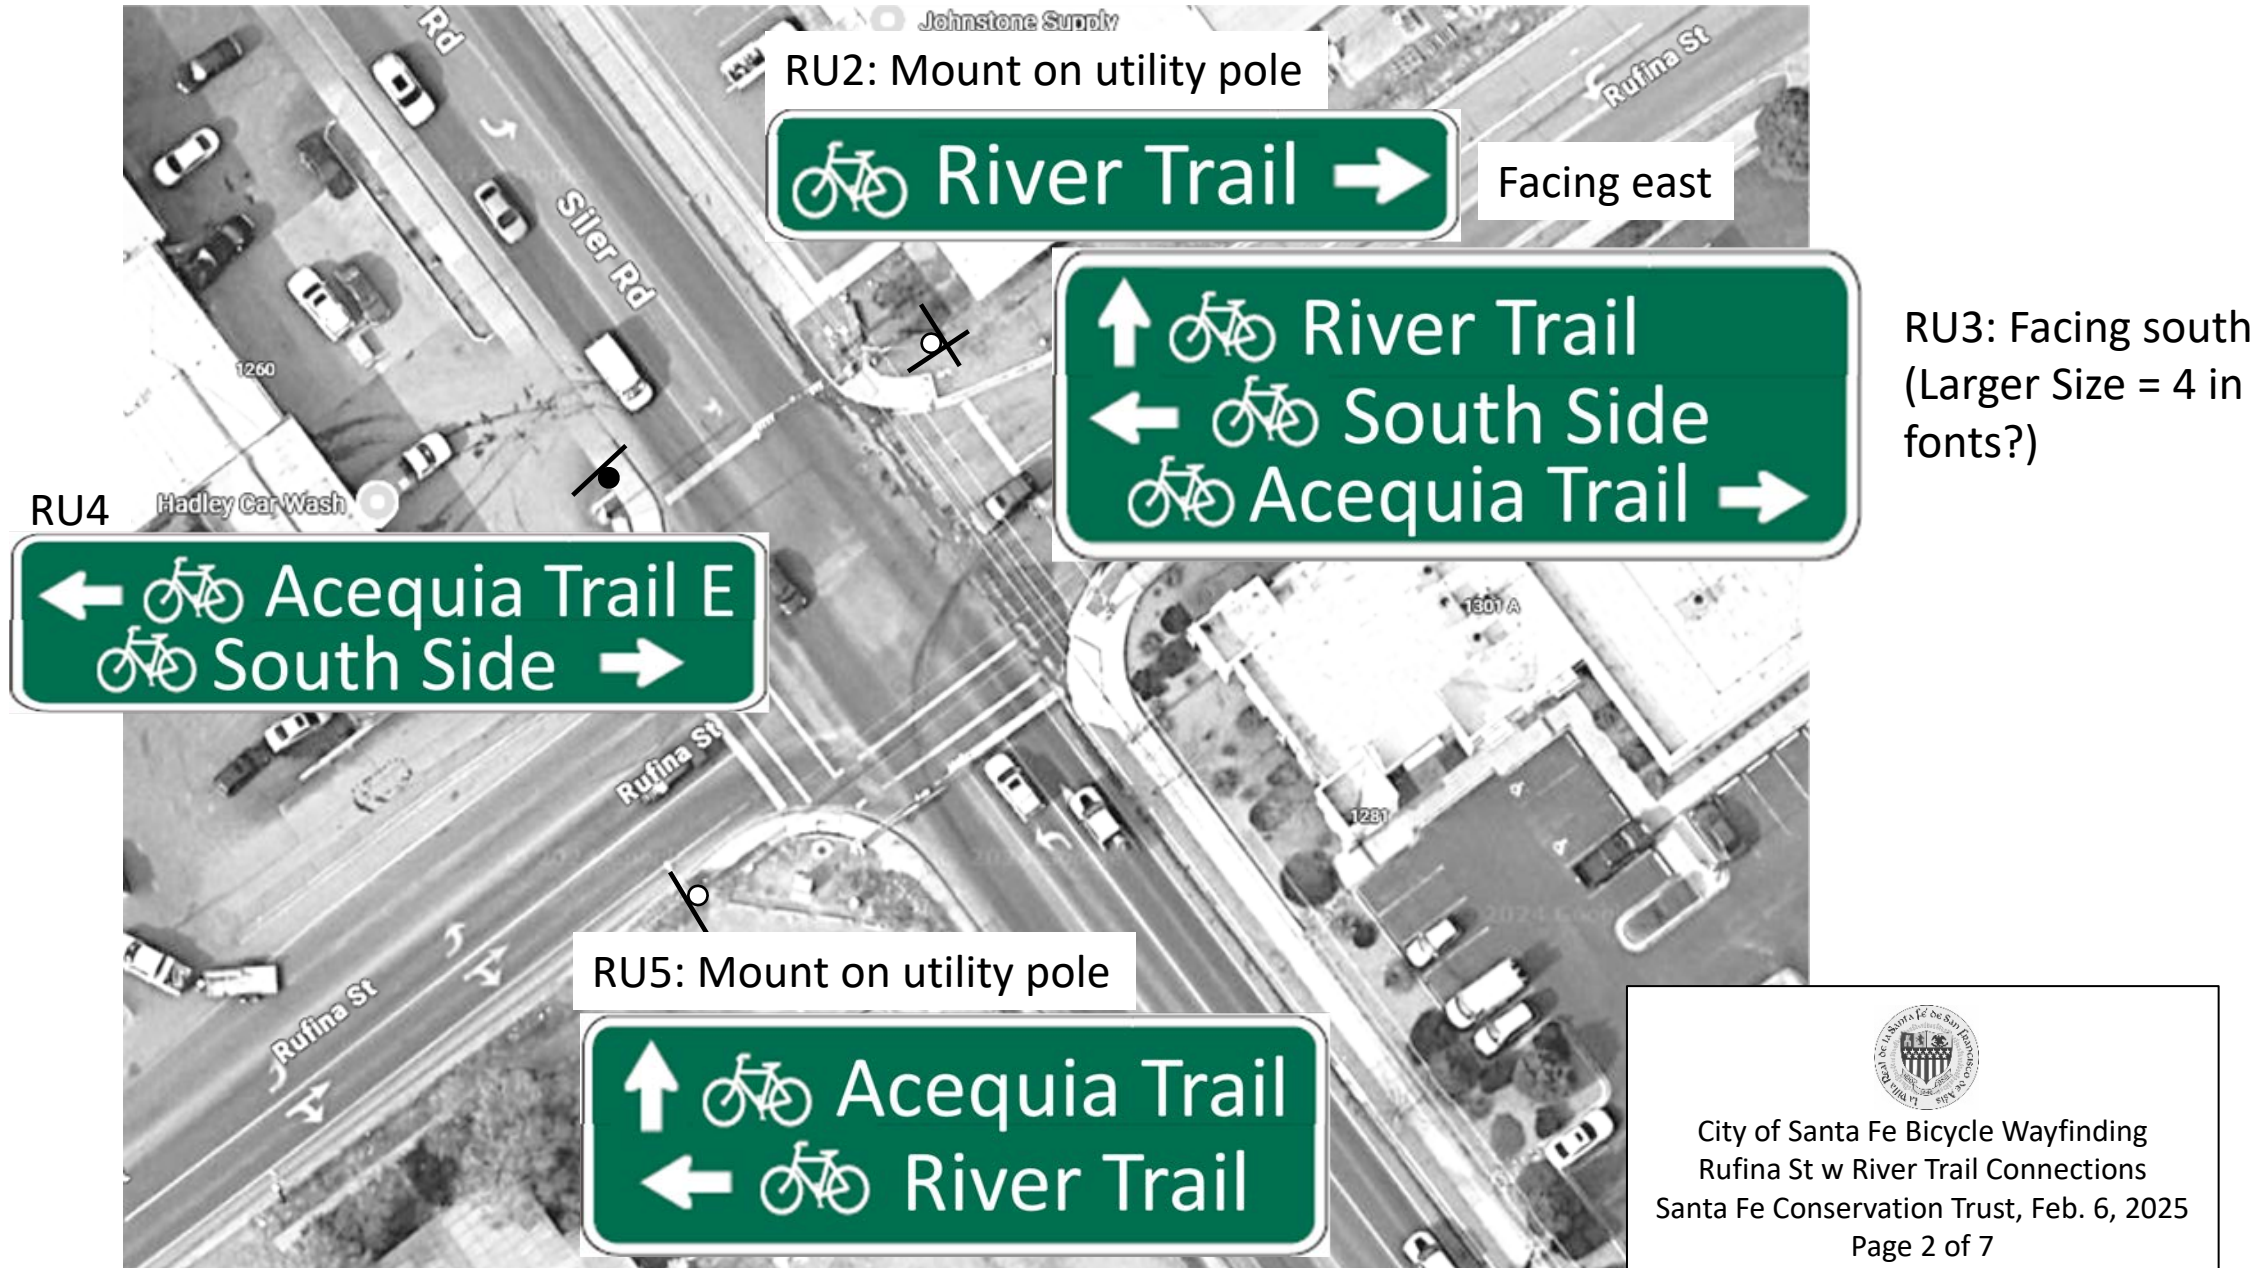 Johnstone Supply
Rd
RU2: Mount on utility pole
Rufina St
River Trail
Facing east
Siler Rd
River Trail
South Side
Acequia Trail
RU3: Facing south
(Larger Size = 4 in
fonts?)
1260
Hadley Car Wash
RU4
Acequia Trail E
South Side
1301 A
Rufina St
1281
RU5: Mount on utility pole
Rufina St
Acequia Trail
River Trail
City of Santa Fe Bicycle Wayfinding
Rufina St w River Trail Connections
Santa Fe Conservation Trust, Feb. 6, 2025
Page 2 of 7